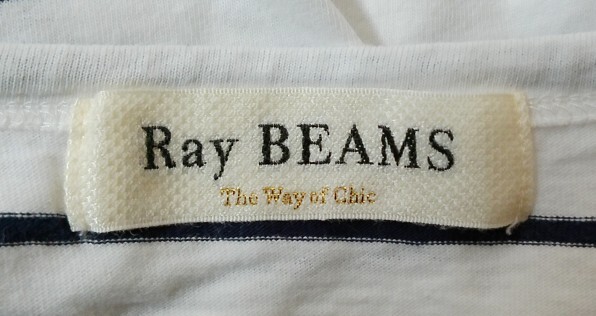 Ray BEAMS
The Way of Chic